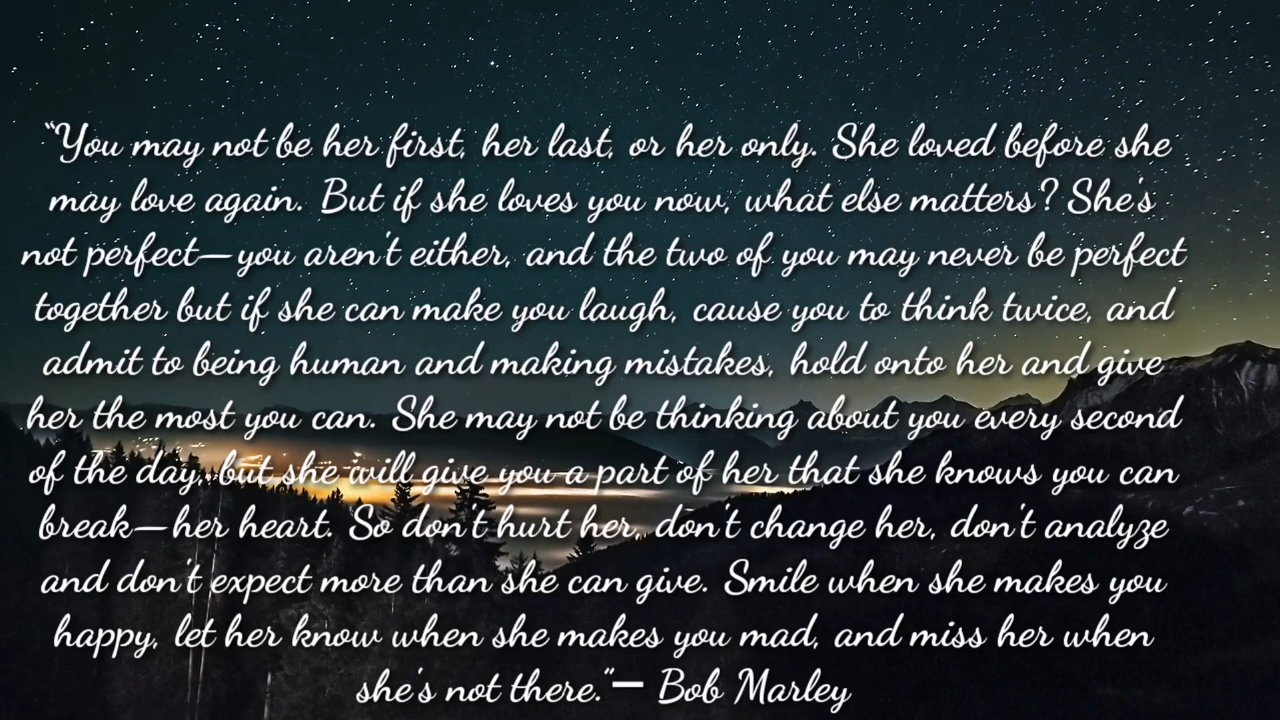 “You may not be her first, her last, or her only. She loved before she
may love again. But if she loves you now, what else matters? She's
not perfect—you aren't either, and the two of you may never be perfect
together but if she can make you laugh, cause you to think twice, and
admit to being human and making mistakes, hold onto her and give
her the most you can. She may not be thinking about you every second
of the day, but she will give you a part of her that she knows you can
break—her heart. So don't hurt her, don't change her, don't analyze
and don't expect more than she can give. Smile when she makes you
happy, let her know when she makes you mad, and miss her when
she's not there.”— Bob Marley